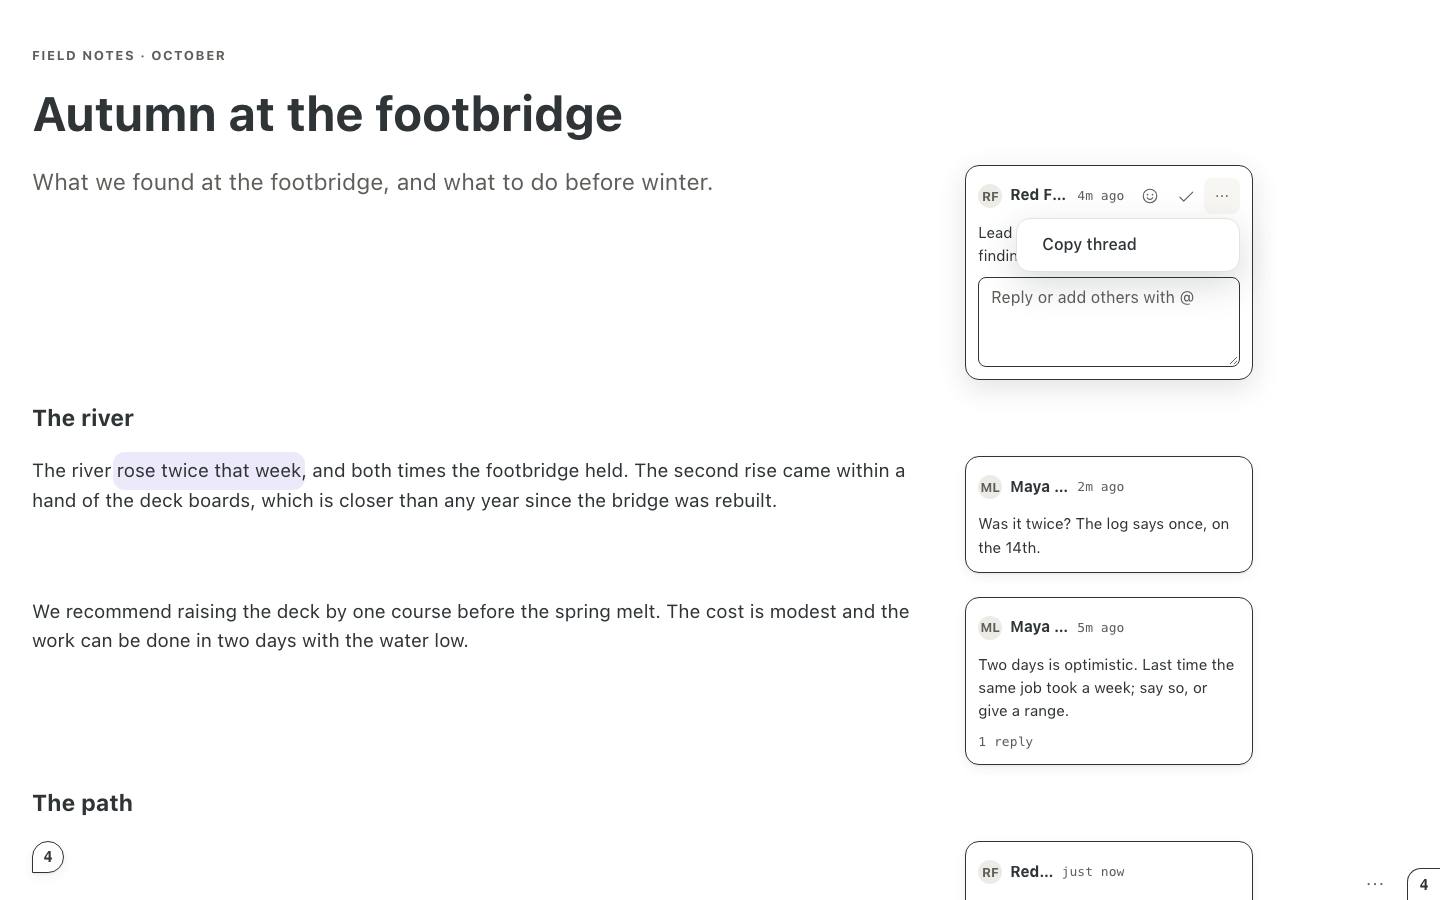 FIELD NOTES · OCTOBER
Autumn at the footbridge
What we found at the footbridge, and what to do before winter.
RF Red F... 4m ago ...
Lead
findin
Copy thread
Reply or add others with @
The river
The river rose twice that week, and both times the footbridge held. The second rise came within a
hand of the deck boards, which is closer than any year since the bridge was rebuilt.
ML Maya ... 2m ago
Was it twice? The log says once, on
the 14th.
We recommend raising the deck by one course before the spring melt. The cost is modest and the
work can be done in two days with the water low.
ML Maya ... 5m ago
Two days is optimistic. Last time the
same job took a week; say so, or
give a range.
1 reply
The path
4
RF Red... just now
... 4